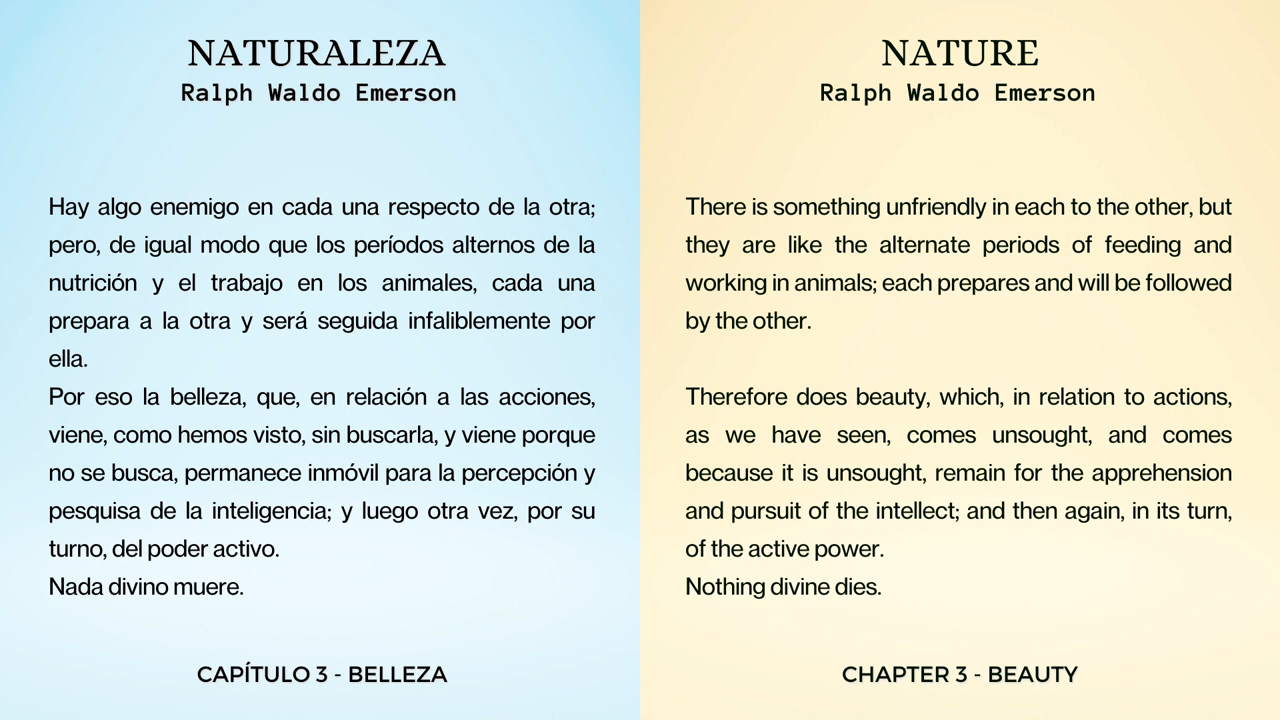 NATURALEZA
Ralph Waldo Emerson
Hay algo enemigo en cada una respecto de la otra;
pero, de igual modo que los períodos alternos de la
nutrición y el trabajo en los animales, cada una
prepara a la otra y será seguida infaliblemente por
ella.
Por eso la belleza, que, en relación a las acciones,
viene, como hemos visto, sin buscarla, y viene porque
no se busca, permanece inmóvil para la percepción y
pesquisa de la inteligencia; y luego otra vez, por su
turno, del poder activo.
Nada divino muere.
CAPÍTULO 3 - BELLEZA
NATURE
Ralph Waldo Emerson
There is something unfriendly in each to the other, but
they are like the alternate periods of feeding and
working in animals; each prepares and will be followed
by the other.
Therefore does beauty, which, in relation to actions,
as we have seen, comes unsought, and comes
because it is unsought, remain for the apprehension
and pursuit of the intellect; and then again, in its turn,
of the active power.
Nothing divine dies.
CHAPTER 3 - BEAUTY